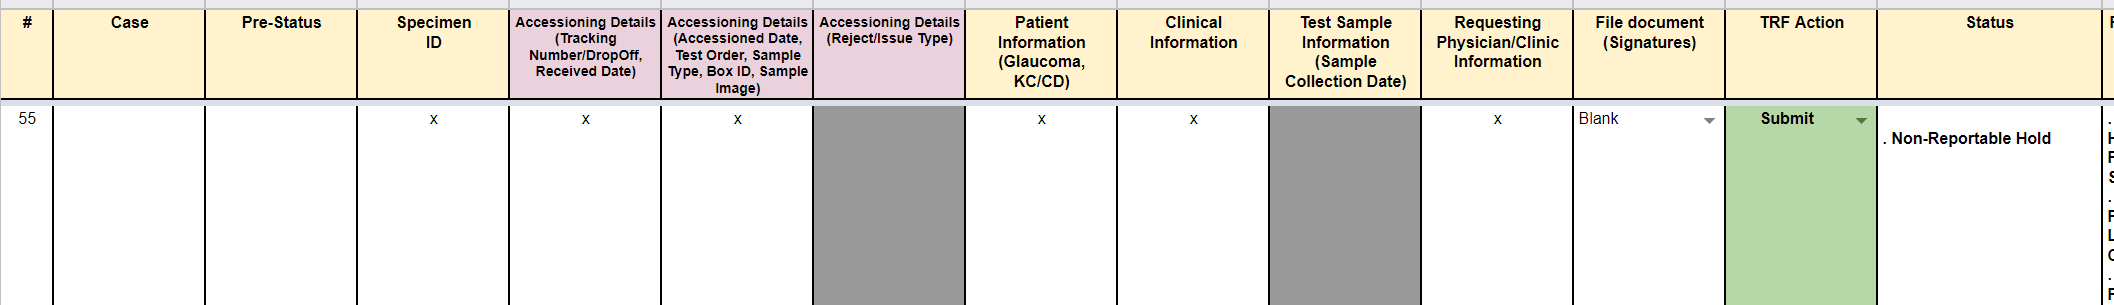 #
Case
Pre-Status
Specimen
ID
Accessioning Details
(Tracking
Number/DropOff,
Received Date)
Accessioning Details
(Accessioned Date,
Test Order, Sample
Type, Box ID, Sample
Image)
Accessioning Details
(Reject/Issue Type)
Patient
Information
(Glaucoma,
KC/CD)
Clinical
Information
Test Sample
Information
(Sample
Collection Date)
Requesting
Physician/Clinic
Information
File document
(Signatures)
TRF Action
Status
55
x
x
x
x
x
x
Blank
Submit
. Non-Reportable Hold